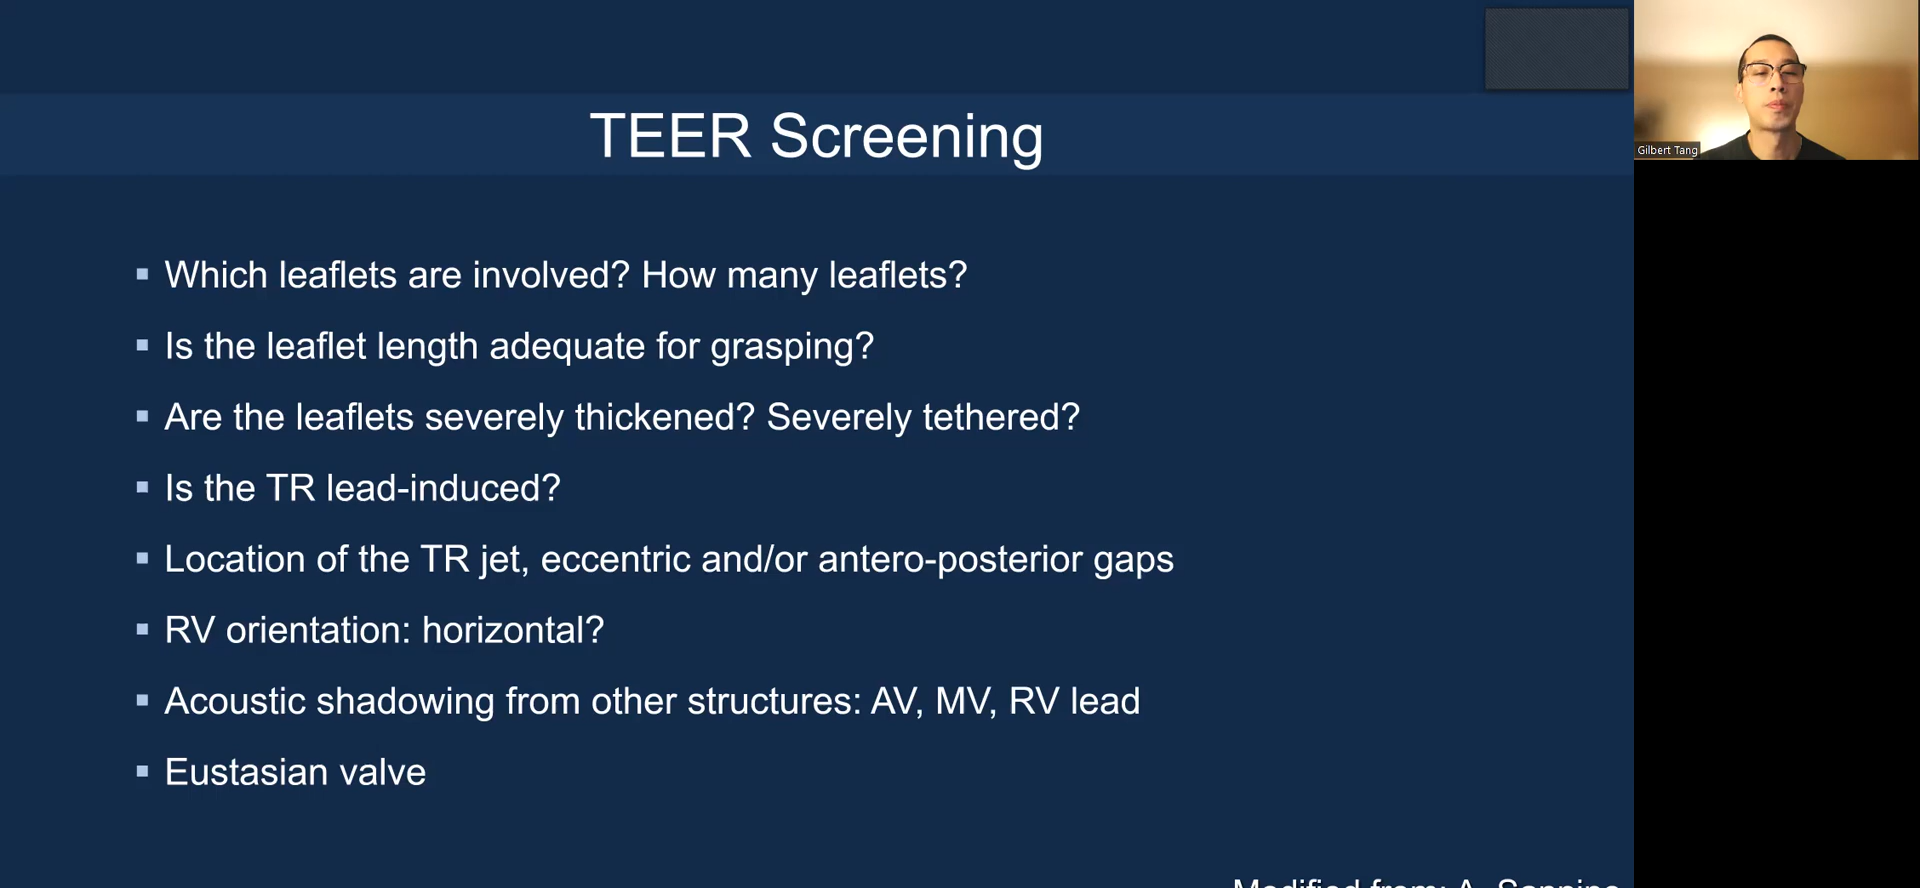 TEER Screening
▪ Which leaflets are involved? How many leaflets?
▪ Is the leaflet length adequate for grasping?
▪ Are the leaflets severely thickened? Severely tethered?
▪ Is the TR lead-induced?
▪ Location of the TR jet, eccentric and/or antero-posterior gaps
▪ RV orientation: horizontal?
▪ Acoustic shadowing from other structures: AV, MV, RV lead
▪ Eustasian valve
Modified from: A.
Gilbert Tang